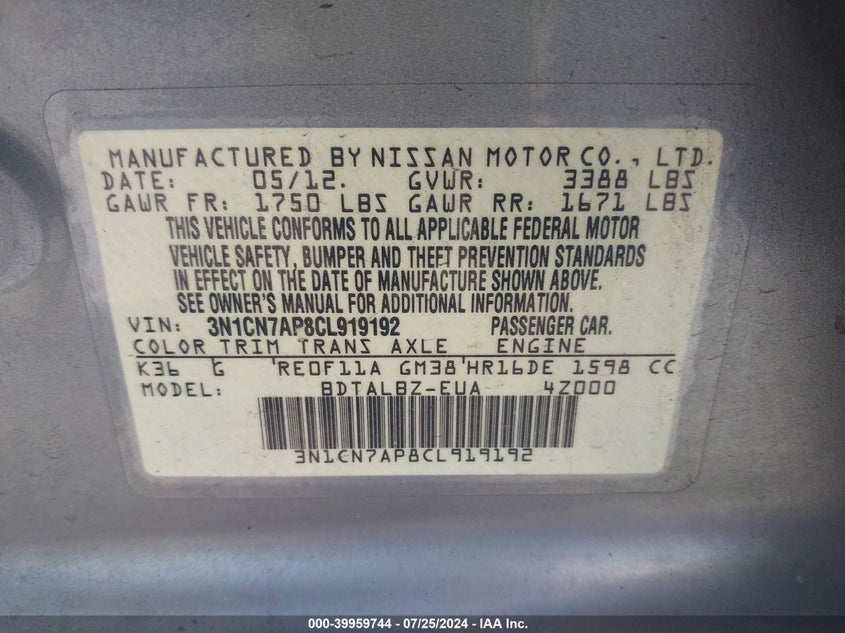 MANUFACTURED BY NISSAN MOTOR CO., LTD.
DATE: 05/12. GVWR: 3388 LBS
GAWR FR: 1750 LBS GAWR RR: 1671 LBS
THIS VEHICLE CONFORMS TO ALL APPLICABLE FEDERAL MOTOR
VEHICLE SAFETY, BUMPER AND THEFT PREVENTION STANDARDS
IN EFFECT ON THE DATE OF MANUFACTURE SHOWN ABOVE.
SEE OWNER'S MANUAL FOR ADDITIONAL INFORMATION.
VIN: 3N1CN7AP8CL919192 PASSENGER CAR.
COLOR TRIM TRANS AXLE ENGINE
K36 G 'RE0F11A GM38'HR16DE 1598 CC
MODEL: BDTALBZ-EUA 4Z000
3N1CN7AP8CL919192
000-39959744 - 07/25/2024 - IAA Inc.